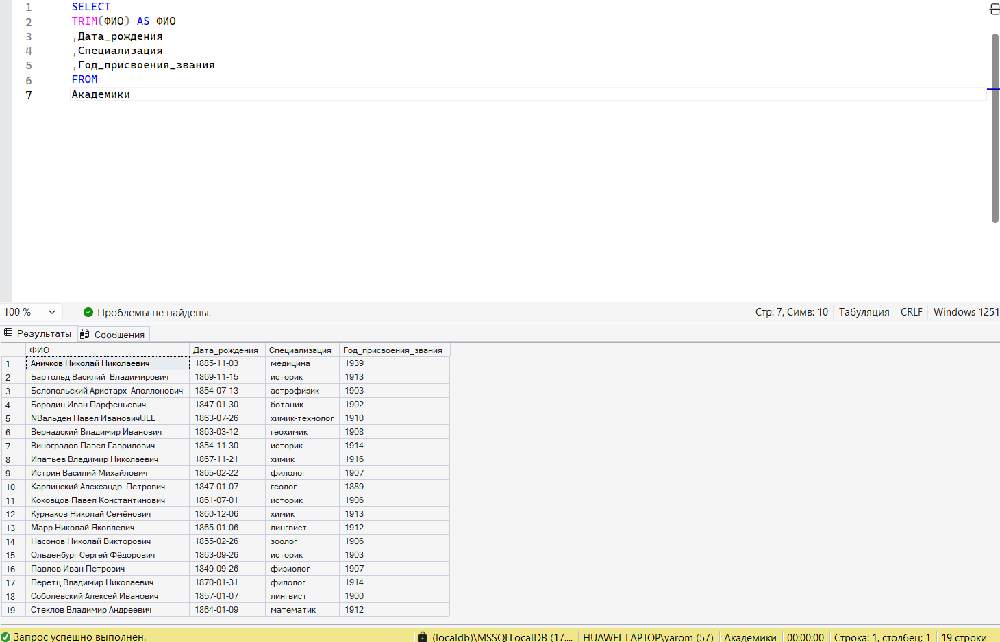 1 SELECT
2 TRIM(ФИО) AS ФИО
3 ,Дата_рождения
4 ,Специализация
5 ,Год_присвоения_звания
6 FROM
7 Академики
100 % Проблемы не найдены. Стр: 7, Симв: 10 Табуляция CRLF Windows 1251
Результаты Сообщения
ФИО Дата_рождения Специализация Год_присвоения_звания
1 Аничков Николай Николаевич 1885-11-03 медицина 1939
2 Бартольд Василий  Владимирович 1869-11-15 историк 1913
3 Белопольский Аристарх  Аполлонович 1854-07-13 астрофизик 1903
4 Бородин Иван Парфеньевич 1847-01-30 ботаник 1902
5 NВальден Павел ИвановичULL 1863-07-26 химик-технолог 1910
6 Вернадский Владимир Иванович 1863-03-12 геохимик 1908
7 Виноградов Павел Гаврилович 1854-11-30 историк 1914
8 Ипатьев Владимир Николаевич 1867-11-21 химик 1916
9 Истрин Василий Михайлович 1865-02-22 филолог 1907
10 Карпинский Александр  Петрович 1847-01-07 геолог 1889
11 Коковцов Павел Константинович 1861-07-01 историк 1906
12 Курнаков Николай Семёнович 1860-12-06 химик 1913
13 Марр Николай Яковлевич 1865-01-06 лингвист 1912
14 Насонов Николай Викторович 1855-02-26 зоолог 1906
15 Ольденбург Сергей Фёдорович 1863-09-26 историк 1903
16 Павлов Иван Петрович 1849-09-26 физиолог 1907
17 Перетц Владимир Николаевич 1870-01-31 филолог 1914
18 Соболевский Алексей Иванович 1857-01-07 лингвист 1900
19 Стеклов Владимир Андреевич 1864-01-09 математик 1912
Запрос успешно выполнен. (localdb)\MSSQLLocalDB (17.... HUAWEI_LAPTOP\yarom (57) Академики 00:00:00 Строка: 1, столбец: 1 19 строки